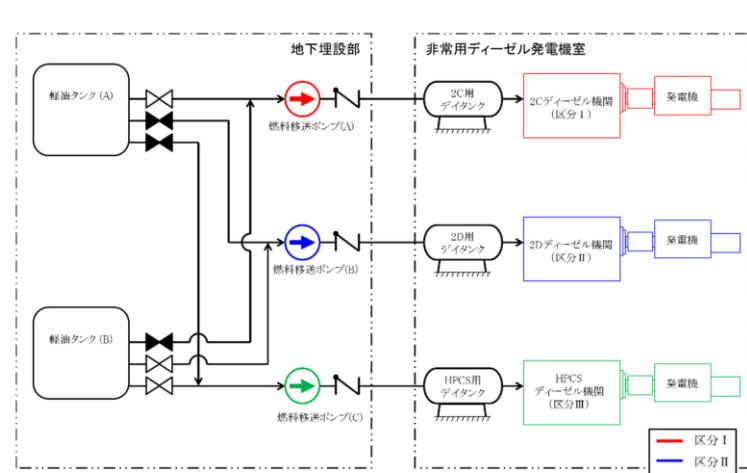 地下埋設部
非常用ディーゼル発電機室
軽油タンク(A)
燃料移送ポンプ(A)
2C用
デイタンク
2Cディーゼル機関
(区分Ⅰ)
発電機
燃料移送ポンプ(B)
2D用
デイタンク
2Dディーゼル機関
(区分Ⅱ)
発電機
軽油タンク(B)
燃料移送ポンプ(C)
HPCS用
デイタンク
HPCS
ディーゼル機関
(区分Ⅲ)
発電機
区分Ⅰ
区分Ⅱ